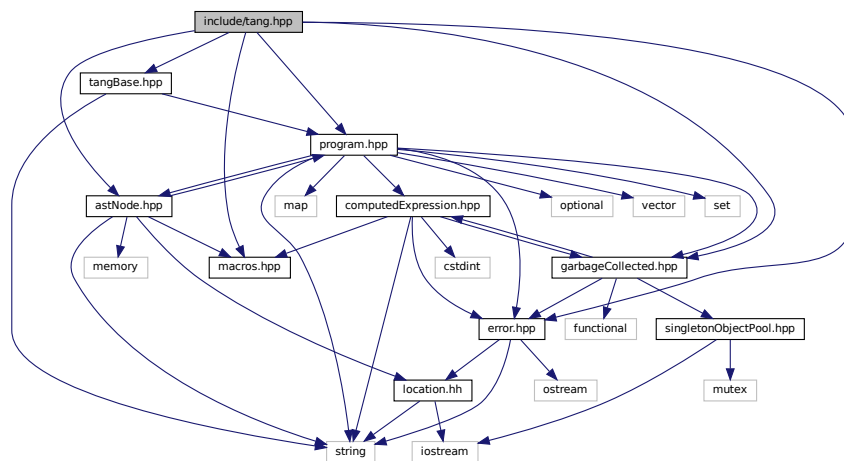 include/tang.hpp
tangBase.hpp
program.hpp
astNode.hpp
map
computedExpression.hpp
optional
vector
set
memory
macros.hpp
cstdint
garbageCollected.hpp
error.hpp
functional
singletonObjectPool.hpp
location.hh
ostream
mutex
string
iostream